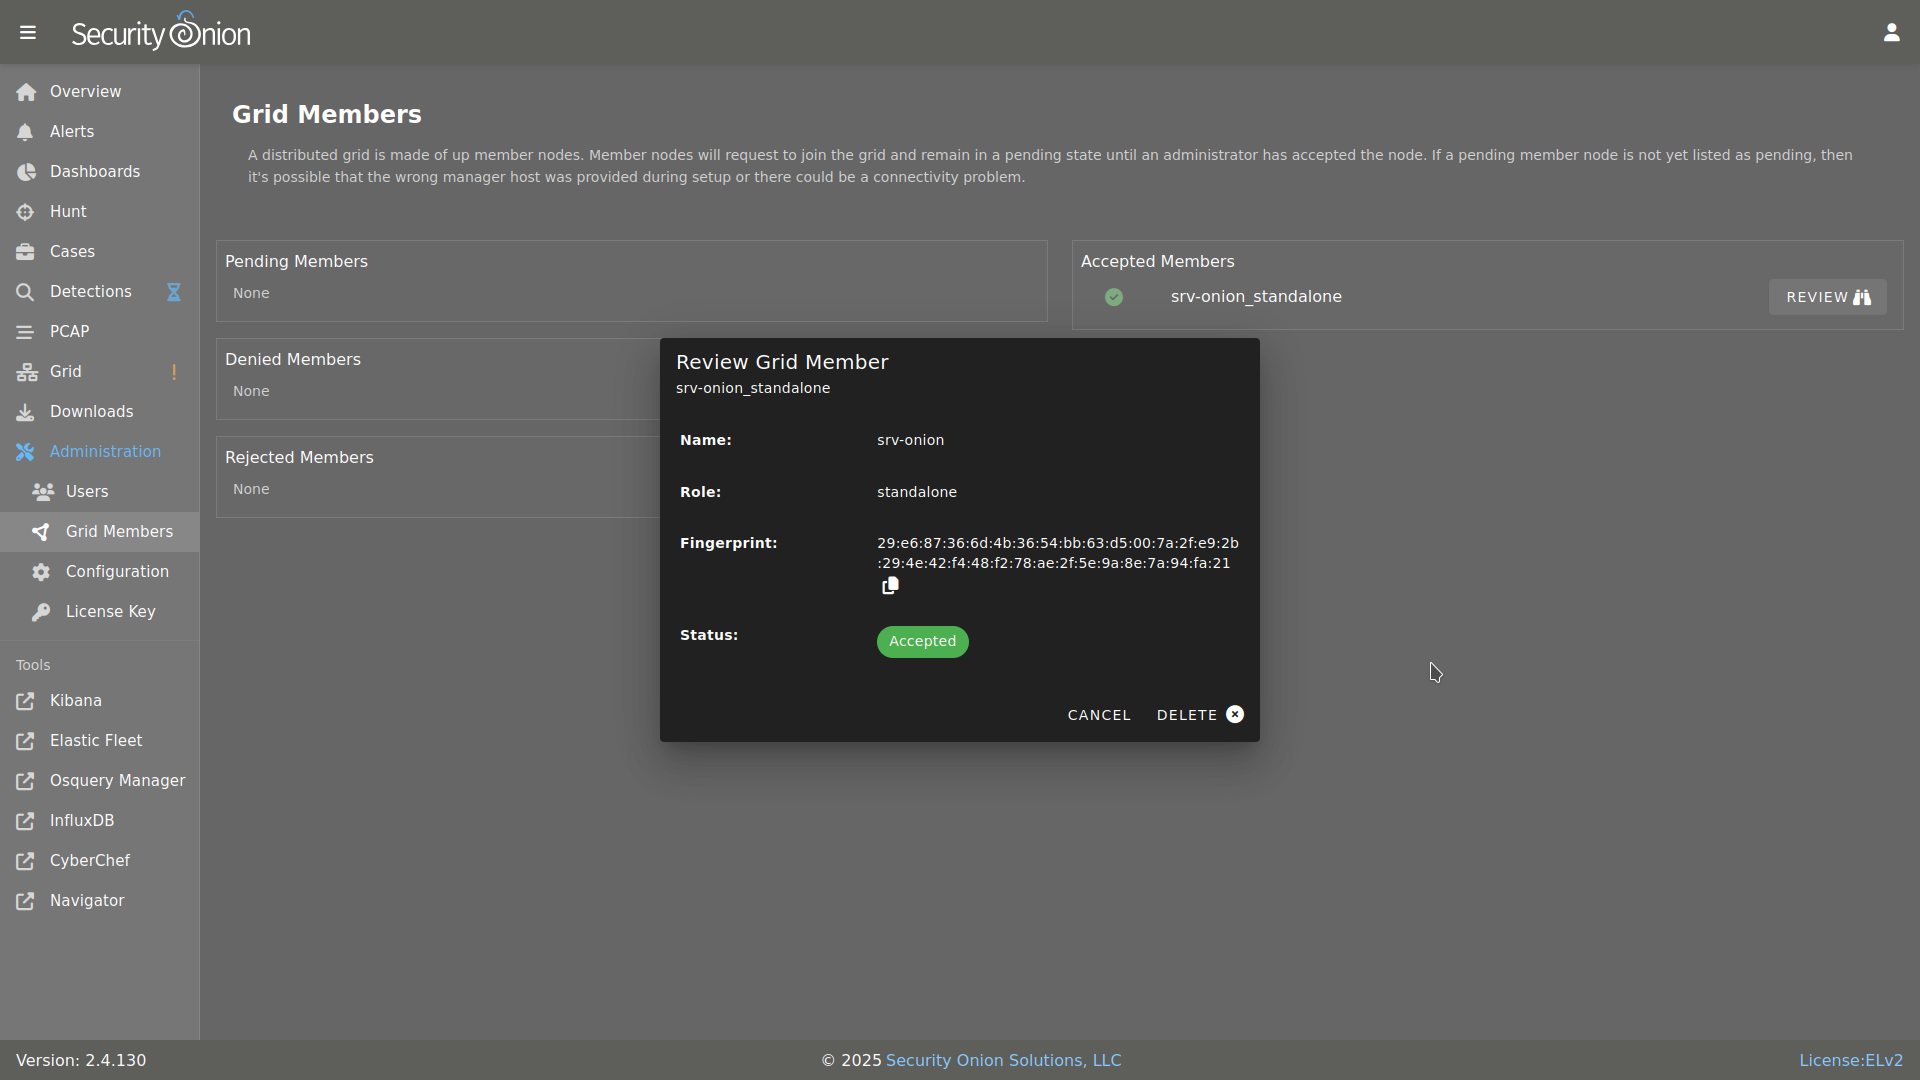 Security Onion
Overview
Alerts
Dashboards
Hunt
Cases
Detections
PCAP
Grid
!
Downloads
Administration
Users
Grid Members
Configuration
License Key
Tools
Kibana
Elastic Fleet
Osquery Manager
InfluxDB
CyberChef
Navigator
Grid Members
A distributed grid is made of up member nodes. Member nodes will request to join the grid and remain in a pending state until an administrator has accepted the node. If a pending member node is not yet listed as pending, then
it's possible that the wrong manager host was provided during setup or there could be a connectivity problem.
Pending Members
None
Denied Members
None
Rejected Members
None
Accepted Members
srv-onion_standalone
REVIEW
Review Grid Member
srv-onion_standalone
Name: srv-onion
Role: standalone
Fingerprint: 29:e6:87:36:6d:4b:36:54:bb:63:d5:00:7a:2f:e9:2b
:29:4e:42:f4:48:f2:78:ae:2f:5e:9a:8e:7a:94:fa:21
Status: Accepted
CANCEL DELETE
Version: 2.4.130
© 2025 Security Onion Solutions, LLC
License:ELv2